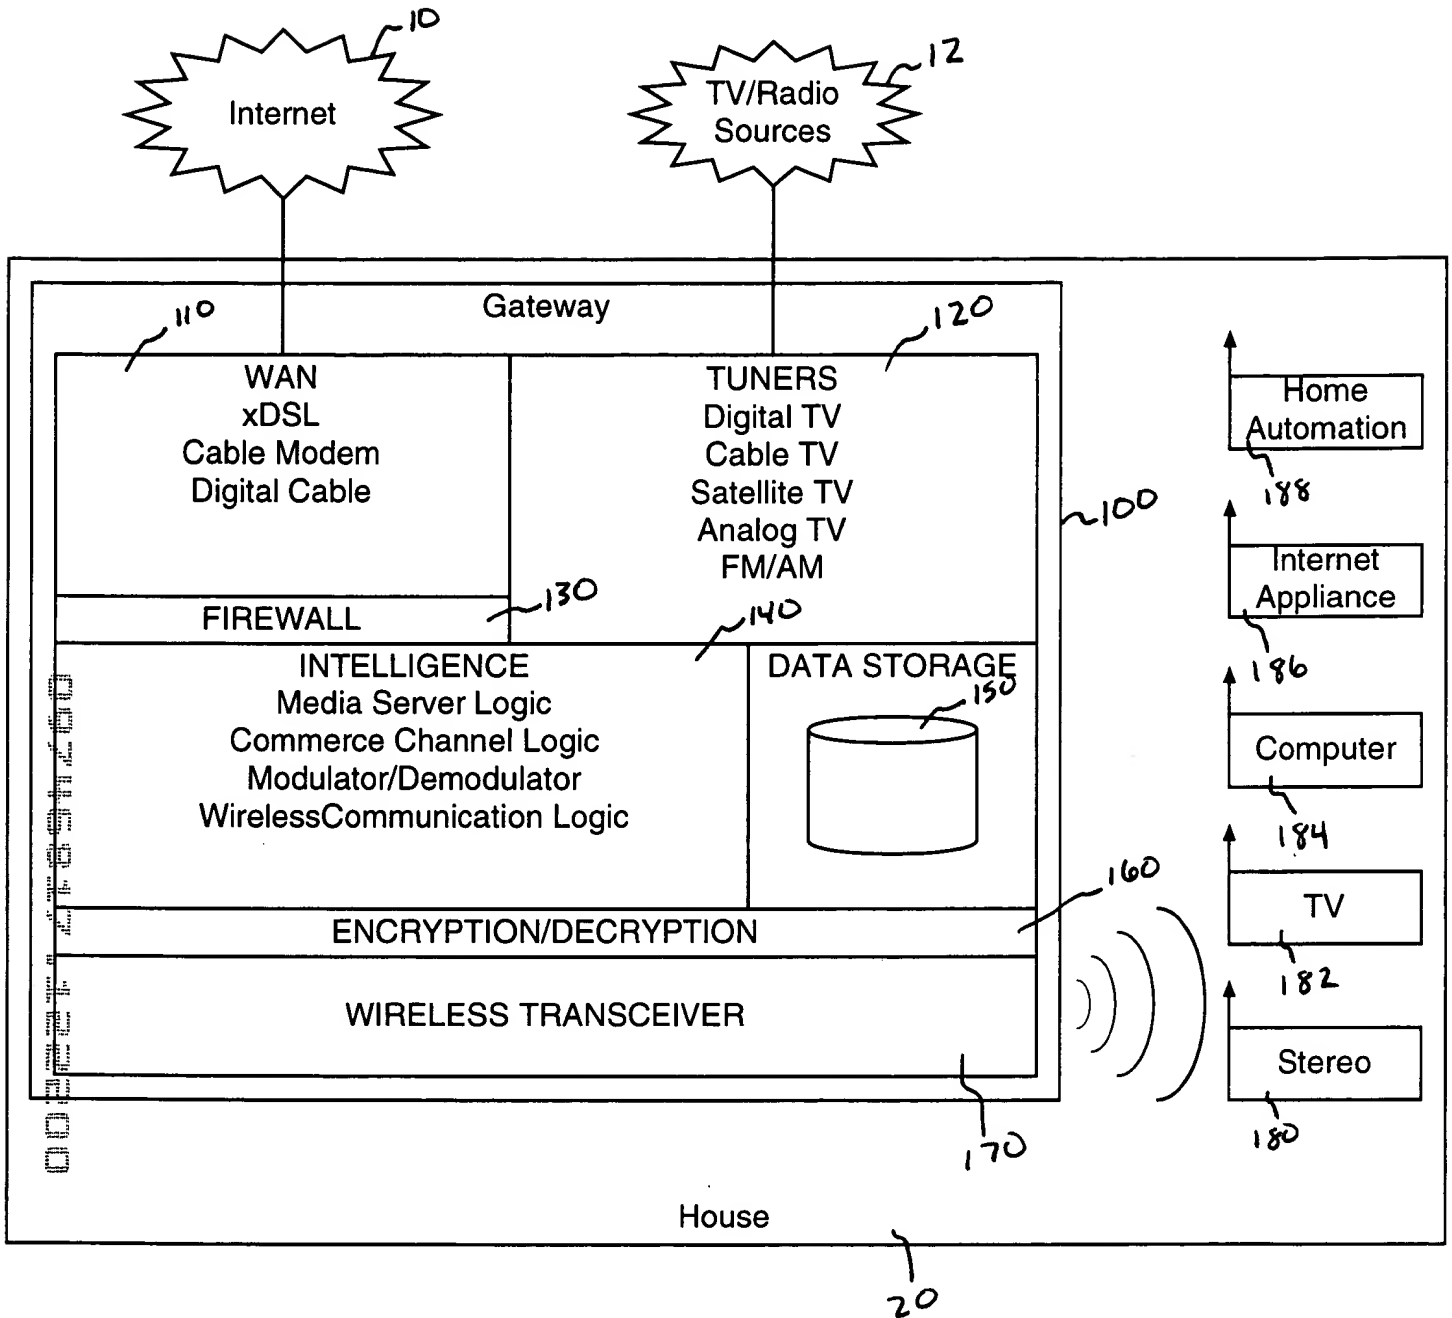 10
12
Internet
TV/Radio
Sources
Gateway
110
120
WAN
xDSL
Cable Modem
Digital Cable
TUNERS
Digital TV
Cable TV
Satellite TV
Analog TV
FM/AM
100
Home
Automation
188
FIREWALL
130
140
Internet
Appliance
186
INTELLIGENCE
Media Server Logic
Commerce Channel Logic
Modulator/Demodulator
WirelessCommunication Logic
DATA STORAGE
150
Computer
184
160
ENCRYPTION/DECRYPTION
TV
182
WIRELESS TRANSCEIVER
170
Stereo
180
House
20